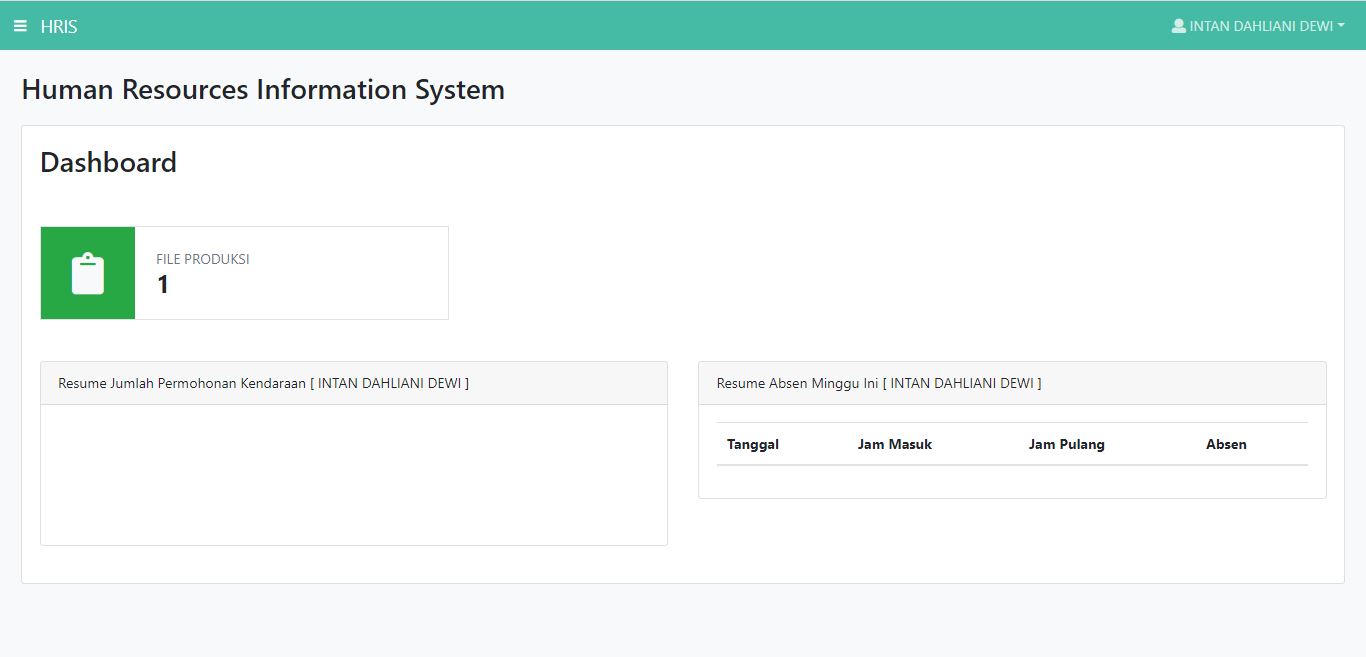 HRIS
INTAN DAHLIANI DEWI
Human Resources Information System
Dashboard
FILE PRODUKSI
1
Resume Jumlah Permohonan Kendaraan [ INTAN DAHLIANI DEWI ]
Resume Absen Minggu Ini [ INTAN DAHLIANI DEWI ]
Tanggal Jam Masuk Jam Pulang Absen